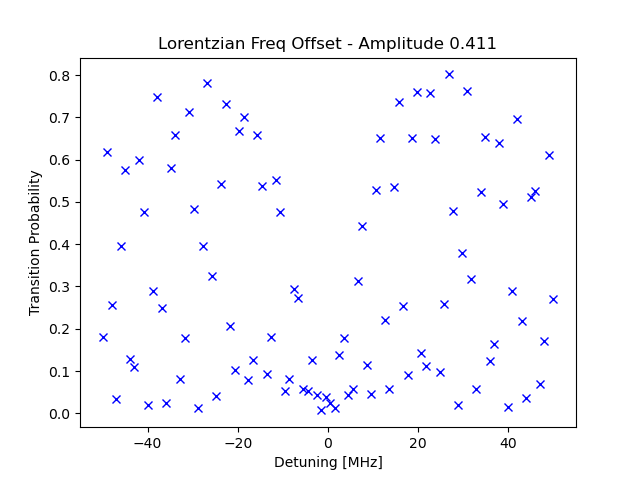 Lorentzian Freq Offset - Amplitude 0.411
0.8
0.7
0.6
0.5
0.4
0.3
0.2
0.1
0.0
Transition Probability
−40 −20 0 20 40
Detuning [MHz]